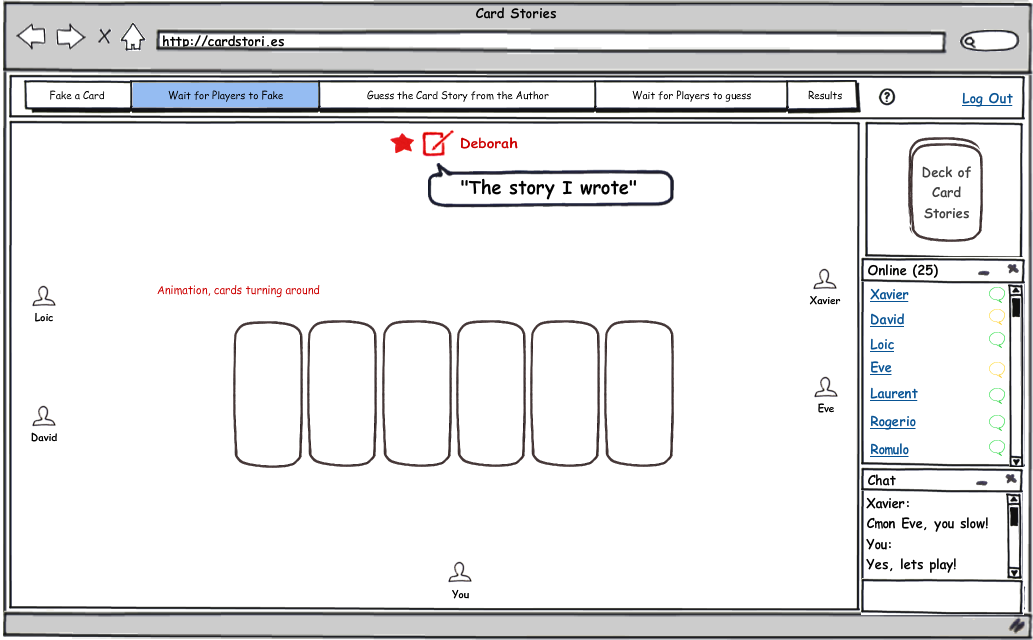 Card Stories
http://cardstori.es
Fake a Card
Wait for Players to Fake
Guess the Card Story from the Author
Wait for Players to guess
Results
?
Log Out
Deborah
"The story I wrote"
Deck of
Card
Stories
Animation, cards turning around
Loic
David
Xavier
Eve
You
Online (25)
Xavier
David
Loic
Eve
Laurent
Rogerio
Romulo
Chat
Xavier:
Cmon Eve, you slow!
You:
Yes, lets play!